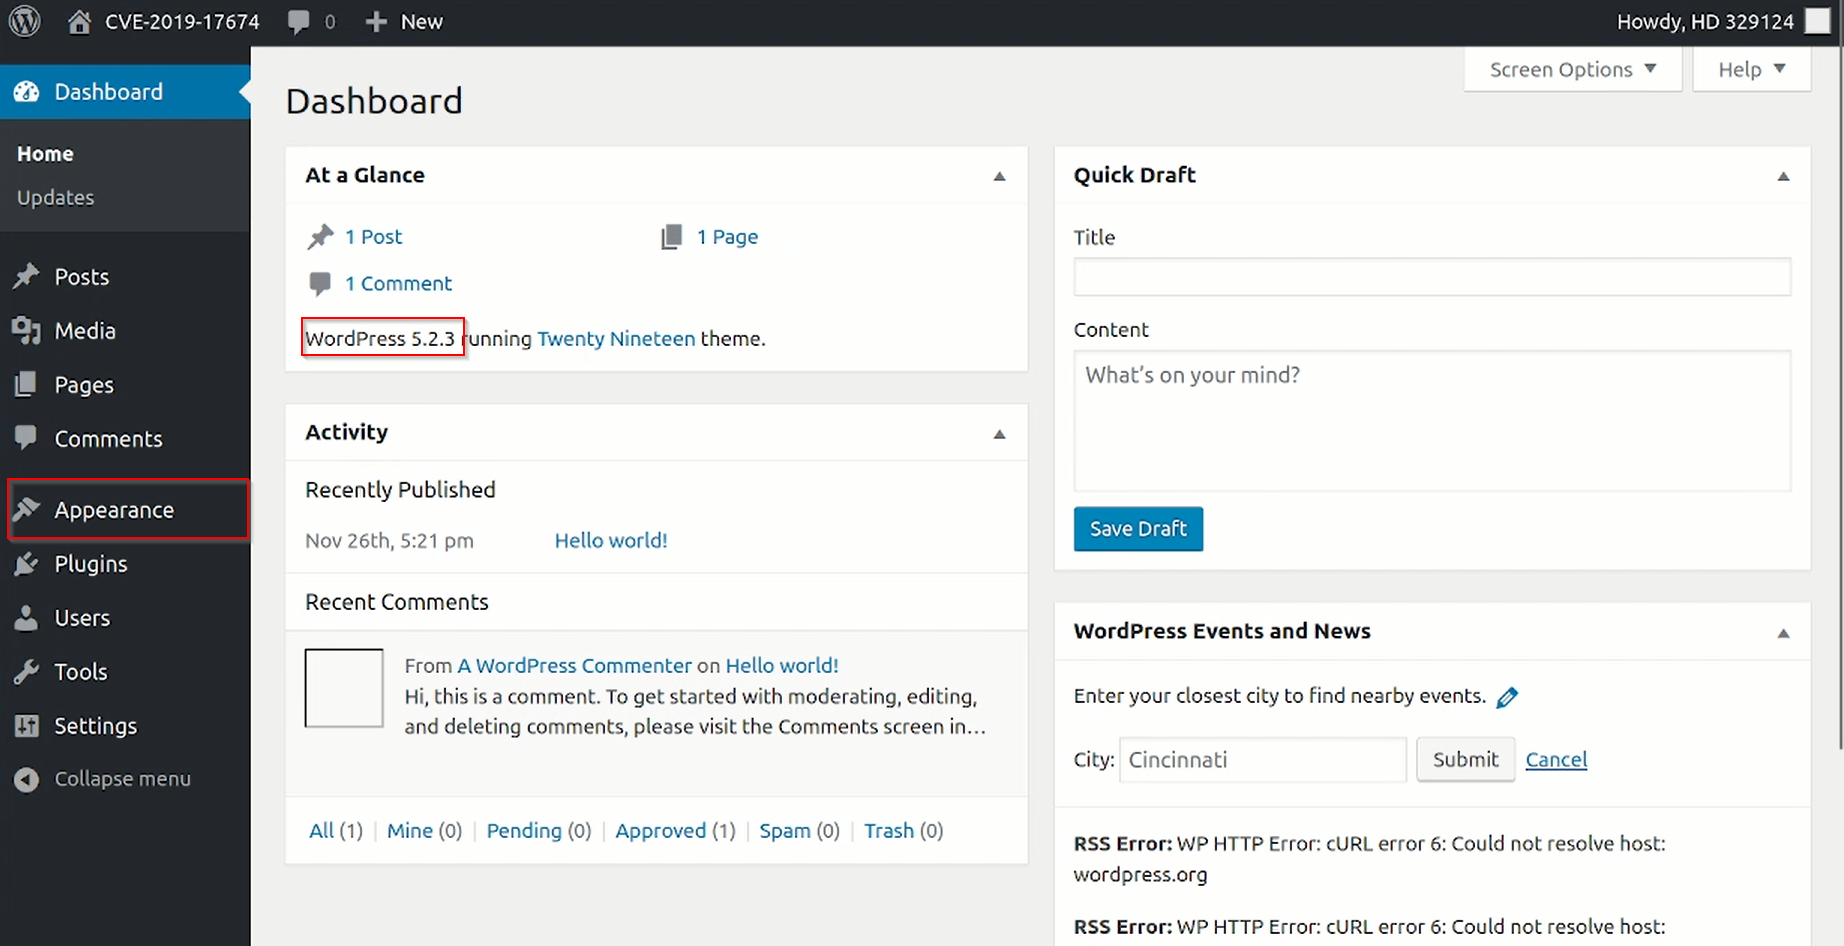 CVE-2019-17674 0 New Howdy, HD 329124
Dashboard
Home
Updates
Posts
Media
Pages
Comments
Appearance
Plugins
Users
Tools
Settings
Collapse menu
Screen Options Help
Dashboard
At a Glance
1 Post 1 Page
1 Comment
WordPress 5.2.3 running Twenty Nineteen theme.
Activity
Recently Published
Nov 26th, 5:21 pm Hello world!
Recent Comments
From A WordPress Commenter on Hello world!
Hi, this is a comment. To get started with moderating, editing,
and deleting comments, please visit the Comments screen in…
All (1) | Mine (0) | Pending (0) | Approved (1) | Spam (0) | Trash (0)
Quick Draft
Title
Content
What’s on your mind?
Save Draft
WordPress Events and News
Enter your closest city to find nearby events.
City: Cincinnati Submit Cancel
RSS Error: WP HTTP Error: cURL error 6: Could not resolve host:
wordpress.org
RSS Error: WP HTTP Error: cURL error 6: Could not resolve host: